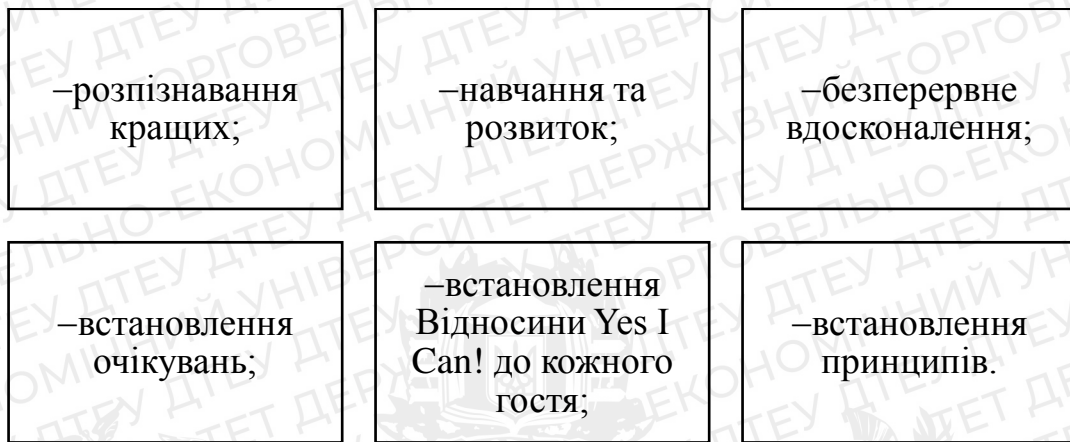 –розпізнавання
кращих;
–навчання та
розвиток;
–безперервне
вдосконалення;
–встановлення
очікувань;
–встановлення
Відносини Yes I
Can! до кожного
гостя;
–встановлення
принципів.